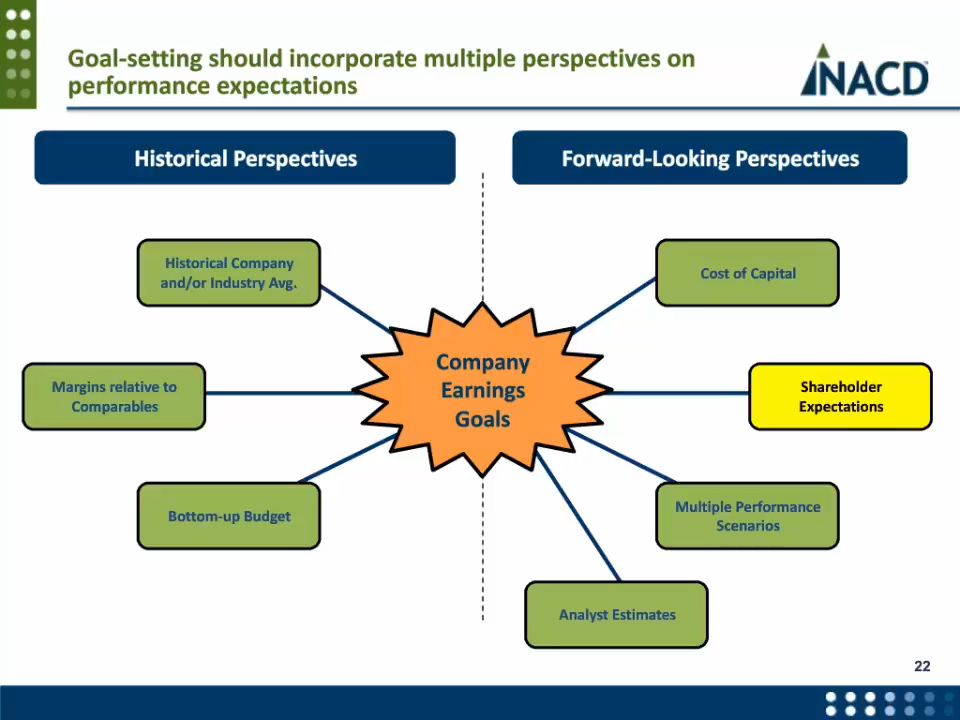 Goal-setting should incorporate multiple perspectives on
performance expectations
NACD™
Historical Perspectives
Forward-Looking Perspectives
Historical Company
and/or Industry Avg.
Cost of Capital
Company
Earnings
Goals
Margins relative to
Comparables
Shareholder
Expectations
Bottom-up Budget
Multiple Performance
Scenarios
Analyst Estimates
22
NACD